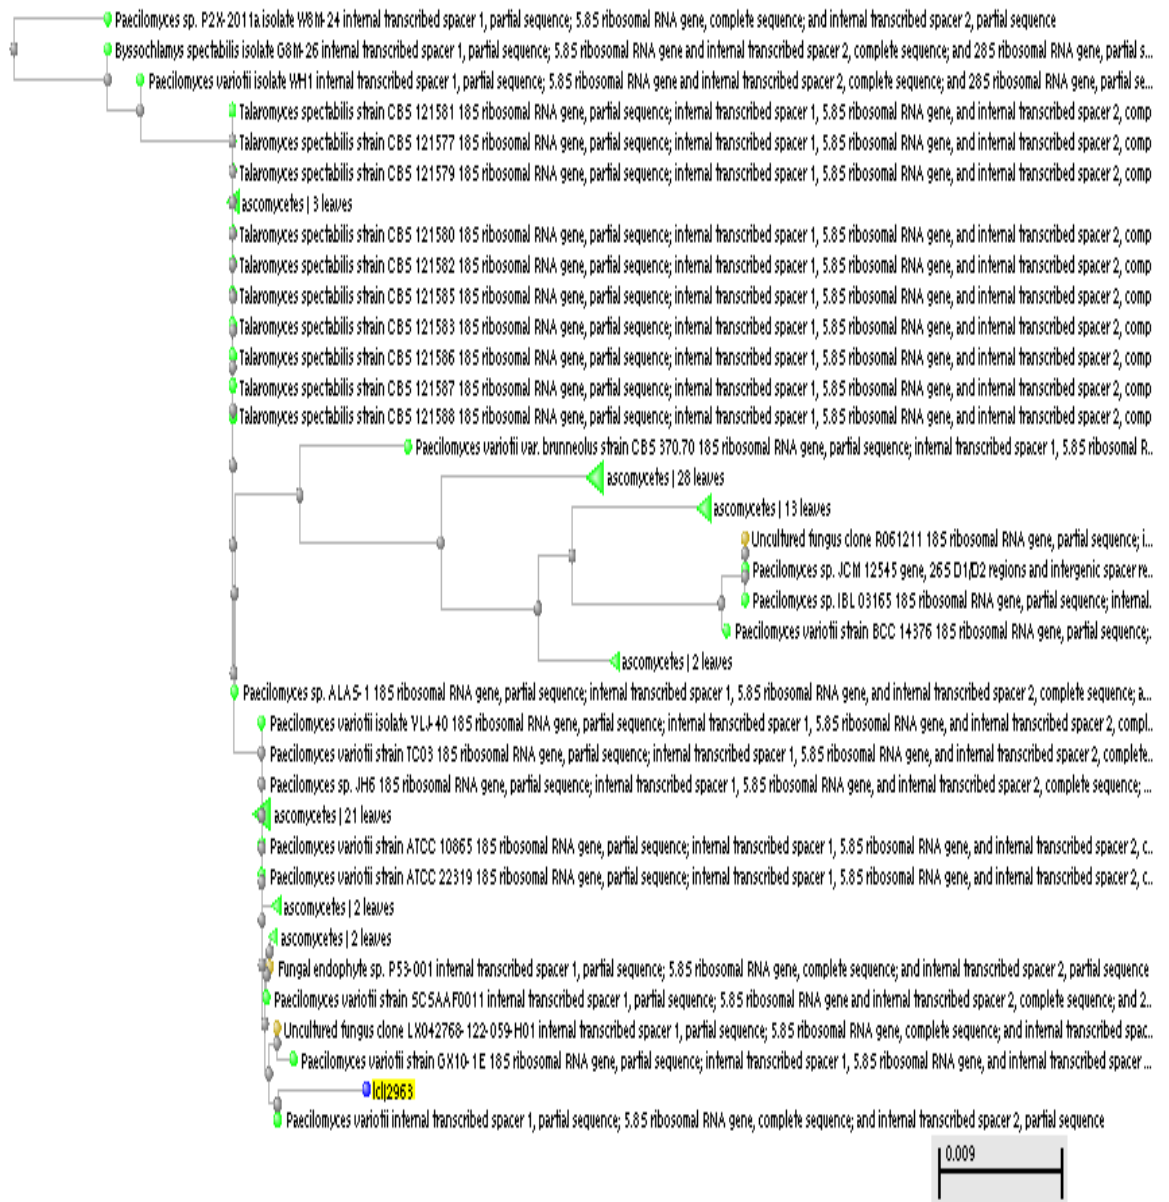 Paecilomyces sp. P2X-2011a isolate W8M-24 internal transcribed spacer 1, partial sequence; 5.8S ribosomal RNA gene, complete sequence; and internal transcribed spacer 2, partial sequence
Byssochlamys spectabilis isolate G8M-26 internal transcribed spacer 1, partial sequence; 5.8S ribosomal RNA gene and internal transcribed spacer 2, complete sequence; and 28S ribosomal RNA gene, partial s...
Paecilomyces variotii isolate WH1 internal transcribed spacer 1, partial sequence; 5.8S ribosomal RNA gene and internal transcribed spacer 2, complete sequence; and 28S ribosomal RNA gene, partial se...
Talaromyces spectabilis strain CBS 121581 18S ribosomal RNA gene, partial sequence; internal transcribed spacer 1, 5.8S ribosomal RNA gene, and internal transcribed spacer 2, comp
Talaromyces spectabilis strain CBS 121577 18S ribosomal RNA gene, partial sequence; internal transcribed spacer 1, 5.8S ribosomal RNA gene, and internal transcribed spacer 2, comp
Talaromyces spectabilis strain CBS 121579 18S ribosomal RNA gene, partial sequence; internal transcribed spacer 1, 5.8S ribosomal RNA gene, and internal transcribed spacer 2, comp
ascomycetes | 3 leaves
Talaromyces spectabilis strain CBS 121580 18S ribosomal RNA gene, partial sequence; internal transcribed spacer 1, 5.8S ribosomal RNA gene, and internal transcribed spacer 2, comp
Talaromyces spectabilis strain CBS 121582 18S ribosomal RNA gene, partial sequence; internal transcribed spacer 1, 5.8S ribosomal RNA gene, and internal transcribed spacer 2, comp
Talaromyces spectabilis strain CBS 121585 18S ribosomal RNA gene, partial sequence; internal transcribed spacer 1, 5.8S ribosomal RNA gene, and internal transcribed spacer 2, comp
Talaromyces spectabilis strain CBS 121583 18S ribosomal RNA gene, partial sequence; internal transcribed spacer 1, 5.8S ribosomal RNA gene, and internal transcribed spacer 2, comp
Talaromyces spectabilis strain CBS 121586 18S ribosomal RNA gene, partial sequence; internal transcribed spacer 1, 5.8S ribosomal RNA gene, and internal transcribed spacer 2, comp
Talaromyces spectabilis strain CBS 121587 18S ribosomal RNA gene, partial sequence; internal transcribed spacer 1, 5.8S ribosomal RNA gene, and internal transcribed spacer 2, comp
Talaromyces spectabilis strain CBS 121588 18S ribosomal RNA gene, partial sequence; internal transcribed spacer 1, 5.8S ribosomal RNA gene, and internal transcribed spacer 2, comp
Paecilomyces variotii var. brunneolus strain CBS 370.70 18S ribosomal RNA gene, partial sequence; internal transcribed spacer 1, 5.8S ribosomal R...
ascomycetes | 28 leaves
ascomycetes | 13 leaves
Uncultured fungus clone R061211 18S ribosomal RNA gene, partial sequence; i...
Paecilomyces sp. JCM 12545 gene, 26S D1/D2 regions and intergenic spacer re..
Paecilomyces sp. IBL 03165 18S ribosomal RNA gene, partial sequence; internal.
Paecilomyces variotii strain BCC 14376 18S ribosomal RNA gene, partial sequence;.
ascomycetes | 2 leaves
Paecilomyces sp. ALAS-1 18S ribosomal RNA gene, partial sequence; internal transcribed spacer 1, 5.8S ribosomal RNA gene, and internal transcribed spacer 2, complete sequence; a...
Paecilomyces variotii isolate VLJ-40 18S ribosomal RNA gene, partial sequence; internal transcribed spacer 1, 5.8S ribosomal RNA gene, and internal transcribed spacer 2, compl..
Paecilomyces variotii strain TC03 18S ribosomal RNA gene, partial sequence; internal transcribed spacer 1, 5.8S ribosomal RNA gene, and internal transcribed spacer 2, complete..
Paecilomyces sp. JH6 18S ribosomal RNA gene, partial sequence; internal transcribed spacer 1, 5.8S ribosomal RNA gene, and internal transcribed spacer 2, complete sequence; ...
ascomycetes | 21 leaves
Paecilomyces variotii strain ATCC 10865 18S ribosomal RNA gene, partial sequence; internal transcribed spacer 1, 5.8S ribosomal RNA gene, and internal transcribed spacer 2, c..
Paecilomyces variotii strain ATCC 22319 18S ribosomal RNA gene, partial sequence; internal transcribed spacer 1, 5.8S ribosomal RNA gene, and internal transcribed spacer 2, c..
ascomycetes | 2 leaves
ascomycetes | 2 leaves
Fungal endophyte sp. P53-001 internal transcribed spacer 1, partial sequence; 5.8S ribosomal RNA gene, complete sequence; and internal transcribed spacer 2, partial sequence
Paecilomyces variotii strain SCSAAF0011 internal transcribed spacer 1, partial sequence; 5.8S ribosomal RNA gene and internal transcribed spacer 2, complete sequence; and 2..
Uncultured fungus clone LX042768-122-059-H01 internal transcribed spacer 1, partial sequence; 5.8S ribosomal RNA gene, complete sequence; and internal transcribed spac..
Paecilomyces variotii strain GX10-1E 18S ribosomal RNA gene, partial sequence; internal transcribed spacer 1, 5.8S ribosomal RNA gene, and internal transcribed spacer ...
lcl|2963
Paecilomyces variotii internal transcribed spacer 1, partial sequence; 5.8S ribosomal RNA gene, complete sequence; and internal transcribed spacer 2, partial sequence
0.009